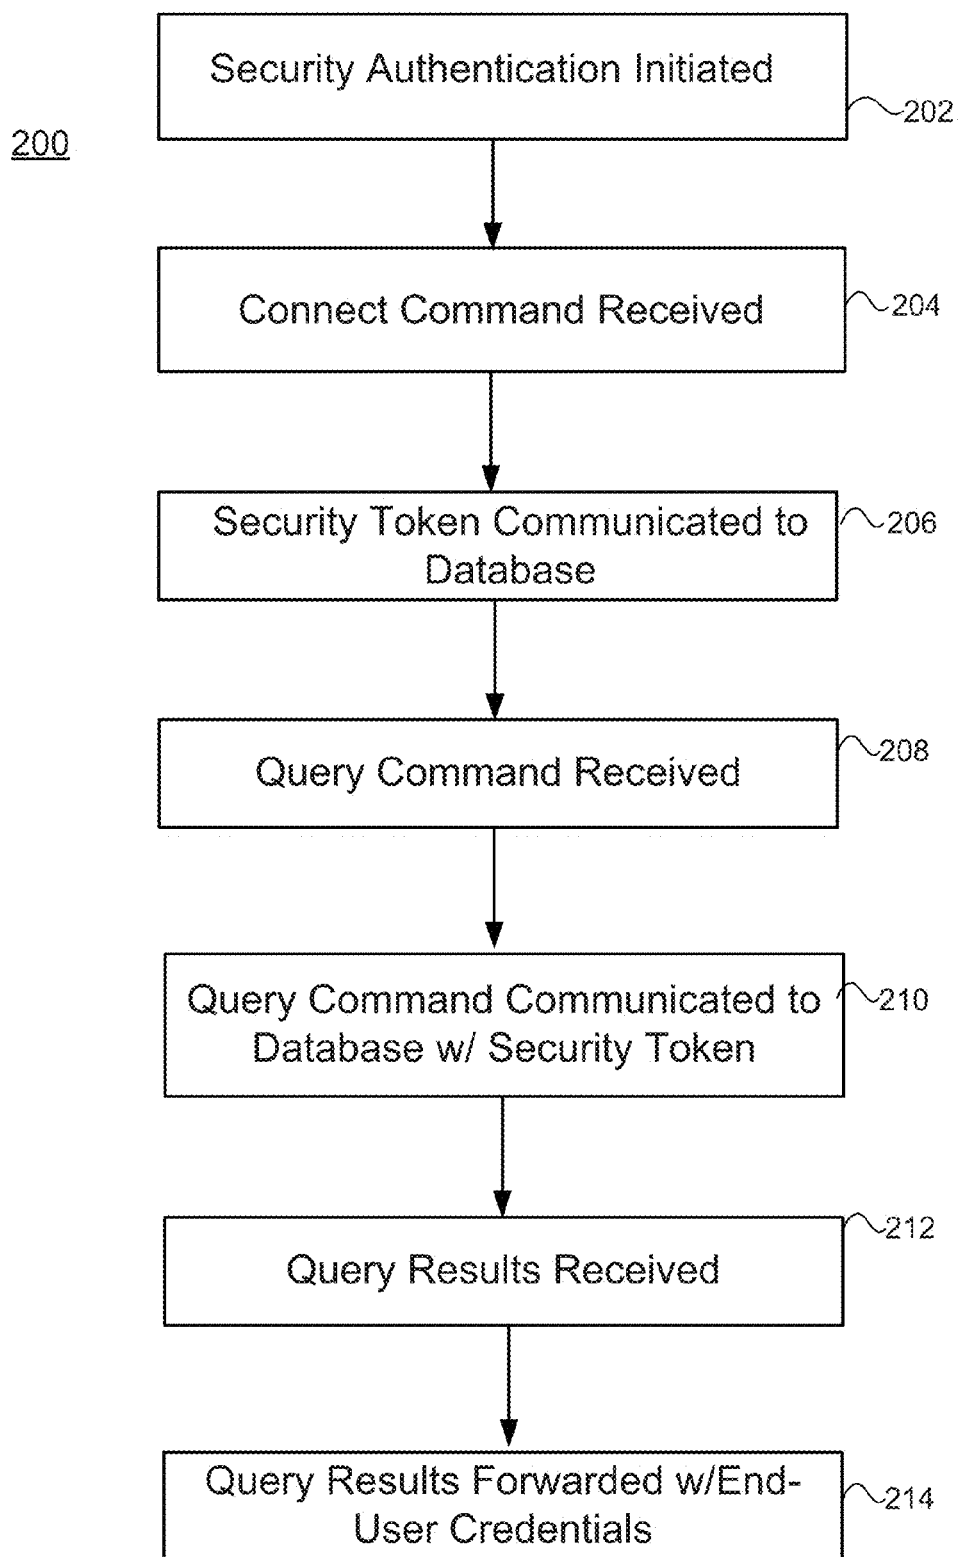 Security Authentication Initiated
202
200
Connect Command Received
204
Security Token Communicated to
Database
206
Query Command Received
208
Query Command Communicated to
Database w/ Security Token
210
Query Results Received
212
Query Results Forwarded w/End-
User Credentials
214